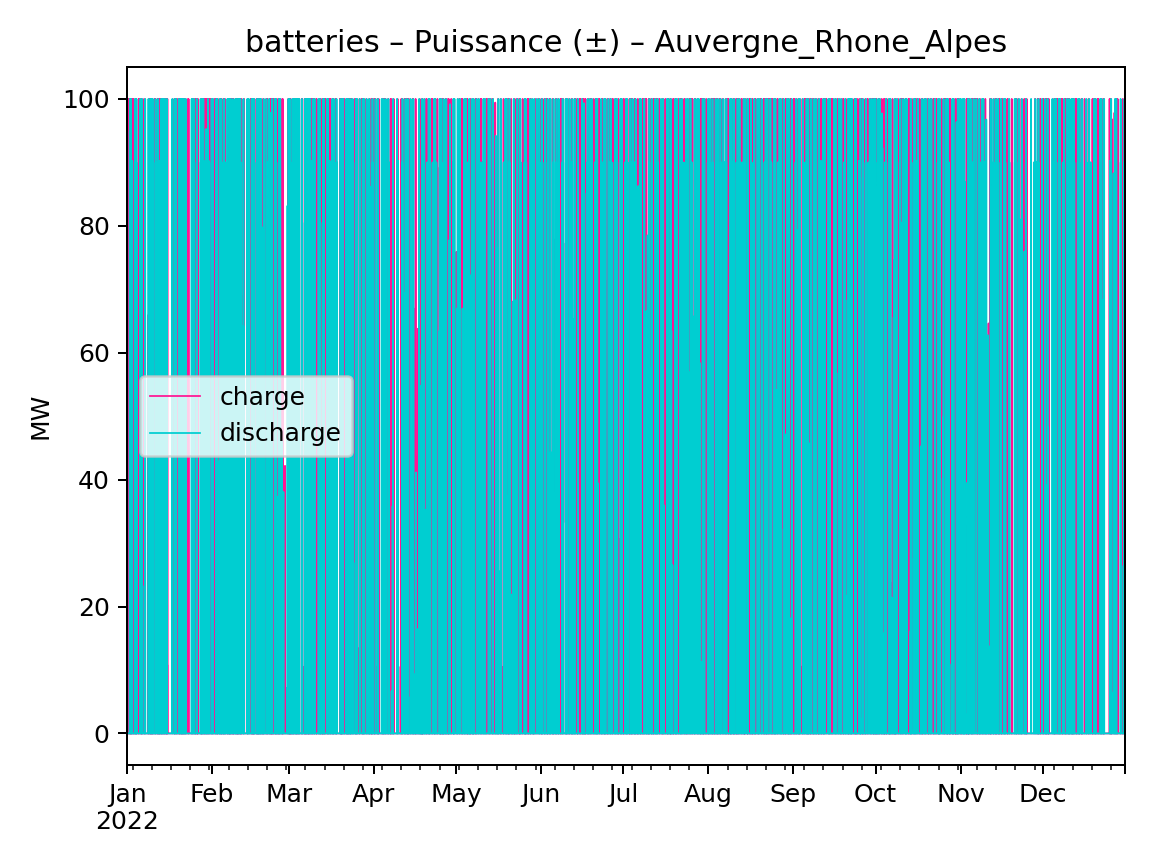 batteries – Puissance (±) – Auvergne_Rhone_Alpes
100
80
60
40
20
0
MW
charge
discharge
Jan Feb Mar Apr May Jun Jul Aug Sep Oct Nov Dec
2022